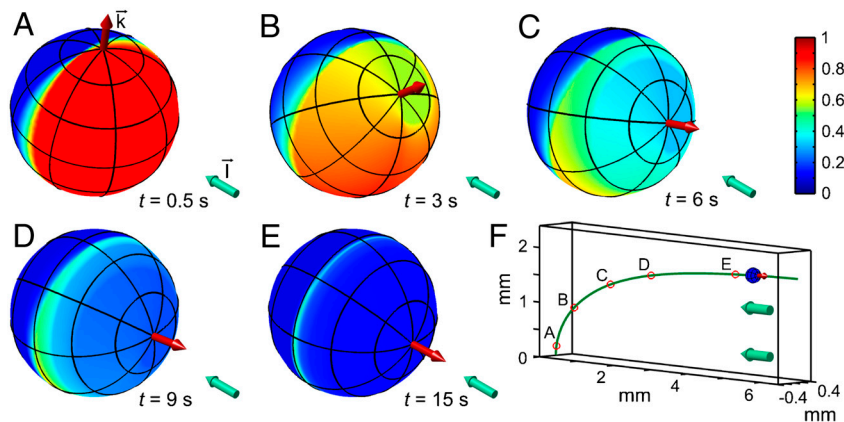 A
k
I
t = 0.5 s
B
t = 3 s
C
t = 6 s
1
0.8
0.6
0.4
0.2
0
D
t = 9 s
E
t = 15 s
F
2
1
0
mm
A
B
C
D
E
2
4
6
mm
-0.4
0.4
mm